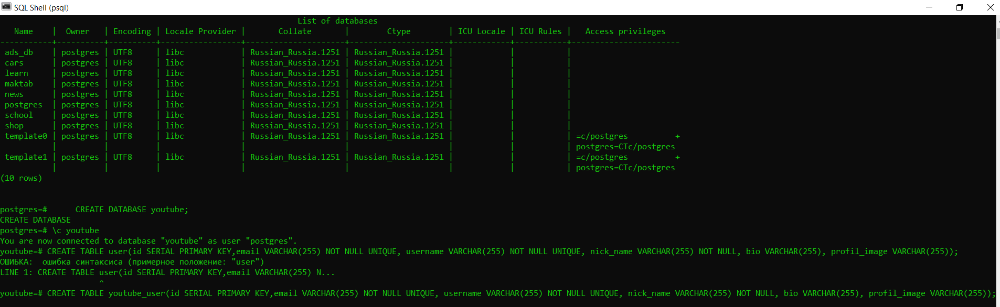 SQL Shell (psql)
List of databases
Name | Owner | Encoding | Locale Provider | Collate | Ctype | ICU Locale | ICU Rules | Access privileges
-----------+----------+----------+-----------------+---------------------+---------------------+------------+-----------+-----------------------
ads_db | postgres | UTF8 | libc | Russian_Russia.1251 | Russian_Russia.1251 | | |
cars | postgres | UTF8 | libc | Russian_Russia.1251 | Russian_Russia.1251 | | |
learn | postgres | UTF8 | libc | Russian_Russia.1251 | Russian_Russia.1251 | | |
maktab | postgres | UTF8 | libc | Russian_Russia.1251 | Russian_Russia.1251 | | |
news | postgres | UTF8 | libc | Russian_Russia.1251 | Russian_Russia.1251 | | |
postgres | postgres | UTF8 | libc | Russian_Russia.1251 | Russian_Russia.1251 | | |
school | postgres | UTF8 | libc | Russian_Russia.1251 | Russian_Russia.1251 | | |
shop | postgres | UTF8 | libc | Russian_Russia.1251 | Russian_Russia.1251 | | |
template0 | postgres | UTF8 | libc | Russian_Russia.1251 | Russian_Russia.1251 | | | =c/postgres +
| | | | | | | | postgres=CTc/postgres
template1 | postgres | UTF8 | libc | Russian_Russia.1251 | Russian_Russia.1251 | | | =c/postgres +
| | | | | | | | postgres=CTc/postgres
(10 rows)
postgres=# CREATE DATABASE youtube;
CREATE DATABASE
postgres=# \c youtube
You are now connected to database "youtube" as user "postgres".
youtube=# CREATE TABLE user(id SERIAL PRIMARY KEY,email VARCHAR(255) NOT NULL UNIQUE, username VARCHAR(255) NOT NULL UNIQUE, nick_name VARCHAR(255) NOT NULL, bio VARCHAR(255), profil_image VARCHAR(255));
ОШИБКА: ошибка синтаксиса (примерное положение: "user")
LINE 1: CREATE TABLE user(id SERIAL PRIMARY KEY,email VARCHAR(255) N...
^
youtube=# CREATE TABLE youtube_user(id SERIAL PRIMARY KEY,email VARCHAR(255) NOT NULL UNIQUE, username VARCHAR(255) NOT NULL UNIQUE, nick_name VARCHAR(255) NOT NULL, bio VARCHAR(255), profil_image VARCHAR(255));